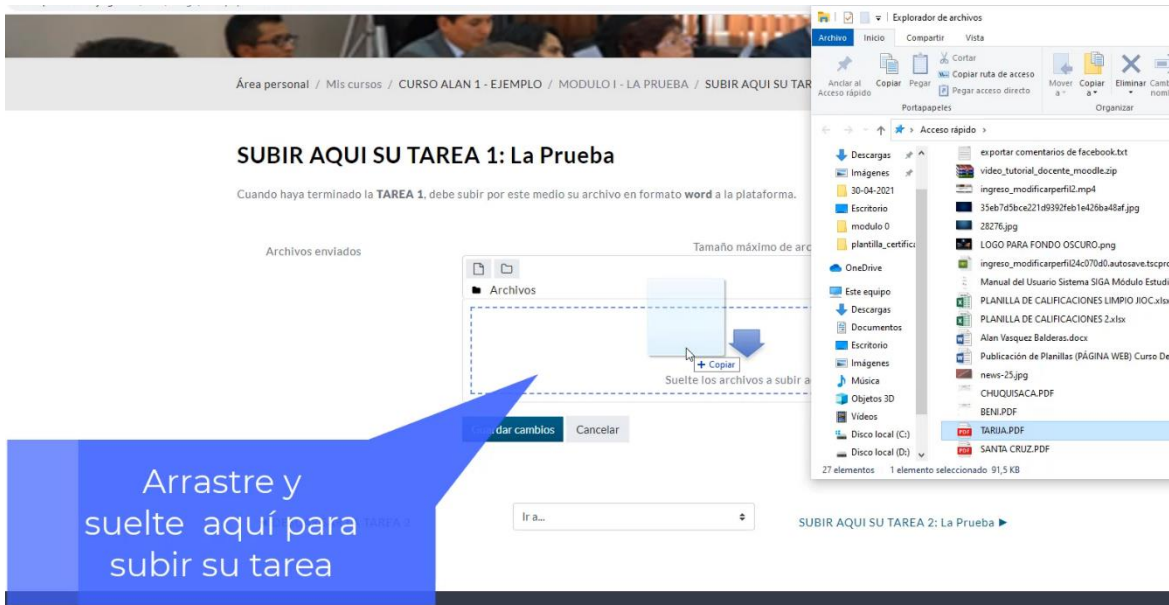 Área personal / Mis cursos / CURSO ALAN 1 - EJEMPLO / MODULO I - LA PRUEBA / SUBIR AQUI SU TAR
SUBIR AQUI SU TAREA 1: La Prueba
Cuando haya terminado la TAREA 1, debe subir por este medio su archivo en formato word a la plataforma.
Archivos enviados
Tamaño máximo de arc
Archivos
+ Copiar
Suelte los archivos a subir a
dar cambios
Cancelar
Arrastre y
suelte aquí para
subir su tarea
Ir a...
SUBIR AQUI SU TAREA 2: La Prueba ►
Explorador de archivos
Archivo Inicio Compartir Vista
Anclar al
Acceso rápido
Copiar
Pegar
Cortar
Copiar ruta de acceso
Pegar acceso directo
Portapapeles
Mover
a
Copiar
a
Eliminar
Camb
nom
Organizar
Acceso rápido
Descargas
Imágenes
30-04-2021
Escritorio
modulo 0
plantilla_certific
OneDrive
Este equipo
Descargas
Documentos
Escritorio
Imágenes
Música
Objetos 3D
Vídeos
Disco local (C:)
Disco local (D:)
exportar comentarios de facebook.txt
video_tutorial_docente_moodle.zip
ingreso_modificarperfil2.mp4
35eb7d5bce221d9392feb1e426ba48af.jpg
28276.jpg
LOGO PARA FONDO OSCURO.png
ingreso_modificarperfil24c070d0.autosave.tscpro
Manual del Usuario Sistema SIGA Módulo Estudi
PLANILLA DE CALIFICACIONES LIMPIO JIOC.xlsx
PLANILLA DE CALIFICACIONES 2.xlsx
Alan Vasquez Balderas.docx
Publicación de Planillas (PÁGINA WEB) Curso De
news-25.jpg
CHUQUISACA.PDF
BENI.PDF
TARIJA.PDF
SANTA CRUZ.PDF
27 elementos 1 elemento seleccionado 91,5 KB